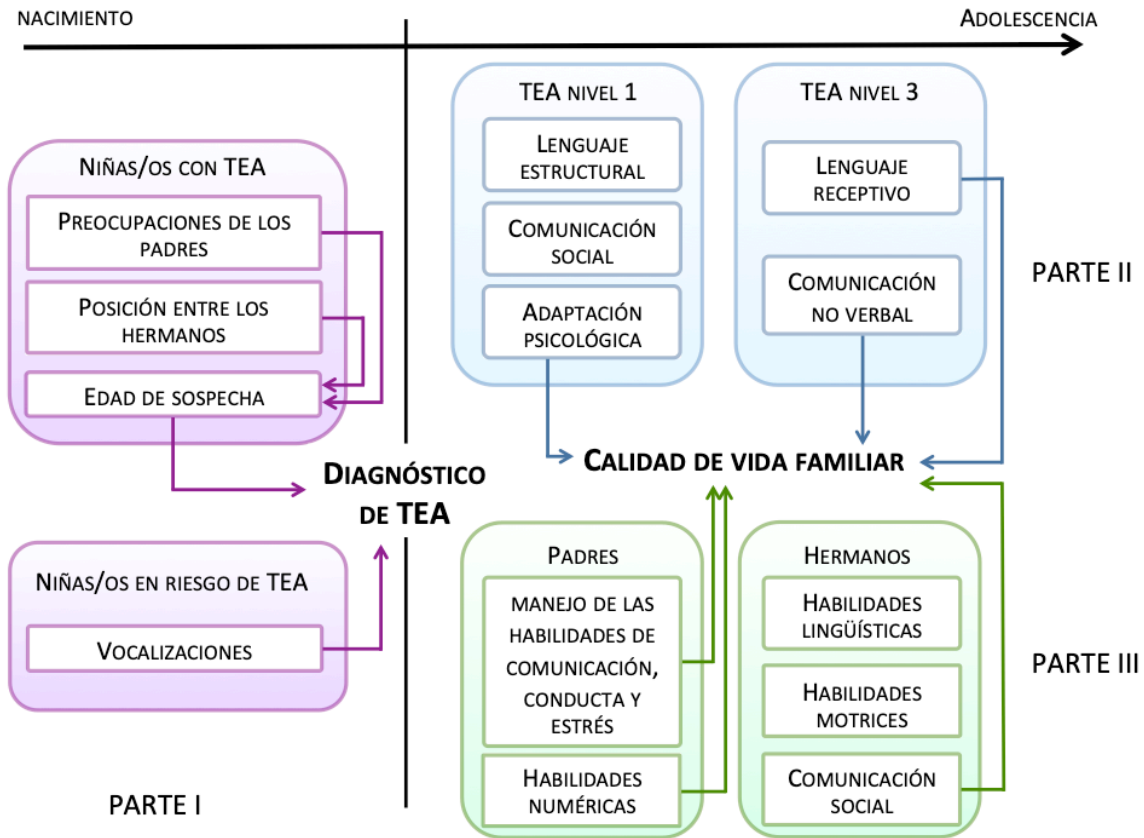 NACIMIENTO
ADOLESCENCIA
NIÑAS/OS CON TEA
PREOCUPACIONES DE LOS
PADRES
POSICIÓN ENTRE LOS
HERMANOS
EDAD DE SOSPECHA
DIAGNÓSTICO
DE TEA
NIÑAS/OS EN RIESGO DE TEA
VOCALIZACIONES
PARTE I
TEA NIVEL 1
LENGUAJE
ESTRUCTURAL
COMUNICACIÓN
SOCIAL
ADAPTACIÓN
PSICOLÓGICA
TEA NIVEL 3
LENGUAJE
RECEPTIVO
COMUNICACIÓN
NO VERBAL
PARTE II
CALIDAD DE VIDA FAMILIAR
PADRES
MANEJO DE LAS
HABILIDADES DE
COMUNICACIÓN,
CONDUCTA Y
ESTRÉS
HABILIDADES
NUMÉRICAS
HERMANOS
HABILIDADES
LINGÜÍSTICAS
HABILIDADES
MOTRICES
COMUNICACIÓN
SOCIAL
PARTE III